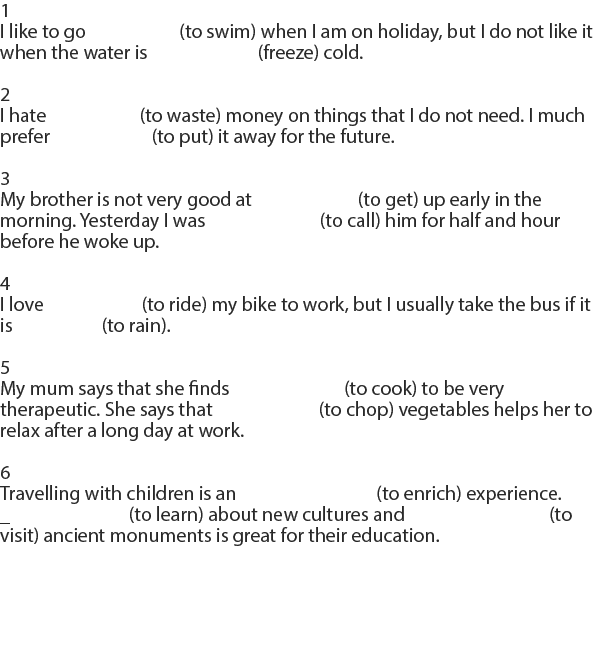 1
I like to go (to swim) when I am on holiday, but I do not like it
when the water is (freeze) cold.
2
I hate (to waste) money on things that I do not need. I much
prefer (to put) it away for the future.
3
My brother is not very good at (to get) up early in the
morning. Yesterday I was (to call) him for half and hour
before he woke up.
4
I love (to ride) my bike to work, but I usually take the bus if it
is (to rain).
5
My mum says that she finds (to cook) to be very
therapeutic. She says that (to chop) vegetables helps her to
relax after a long day at work.
6
Travelling with children is an (to enrich) experience.
_ (to learn) about new cultures and (to
visit) ancient monuments is great for their education.